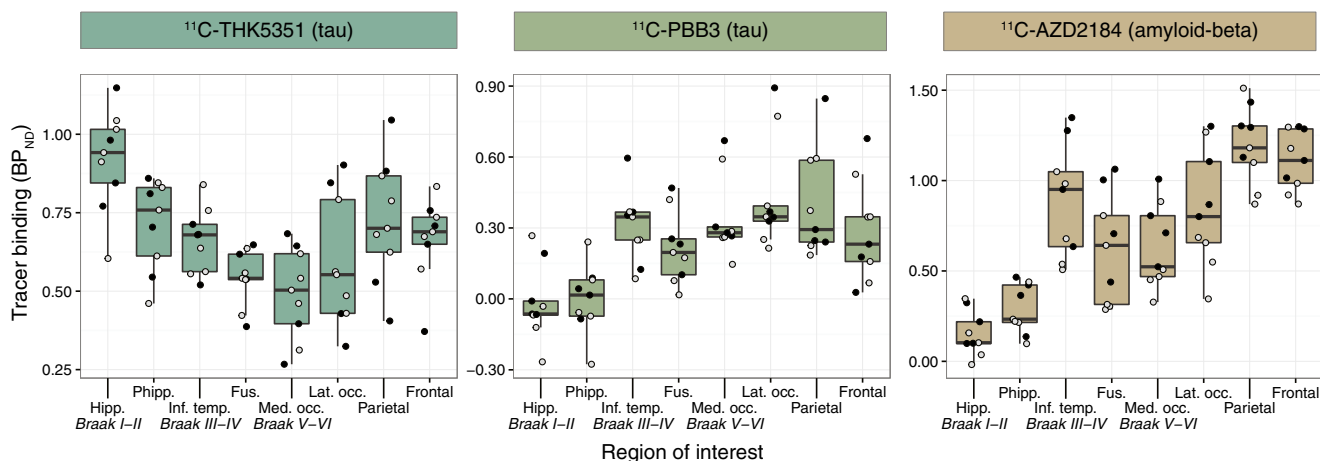 ¹¹C-THK5351 (tau)
¹¹C-PBB3 (tau)
¹¹C-AZD2184 (amyloid-beta)
Tracer binding (BP_ND)
1.00
0.75
0.50
0.25
Phipp. Fus. Lat. occ. Frontal
Hipp. Inf. temp. Med. occ. Parietal
Braak I–II Braak III–IV Braak V–VI
0.90
0.60
0.30
0.00
−0.30
Phipp. Fus. Lat. occ. Frontal
Hipp. Inf. temp. Med. occ. Parietal
Braak I–II Braak III–IV Braak V–VI
1.50
1.00
0.50
0.00
Phipp. Fus. Lat. occ. Frontal
Hipp. Inf. temp. Med. occ. Parietal
Braak I–II Braak III–IV Braak V–VI
Region of interest